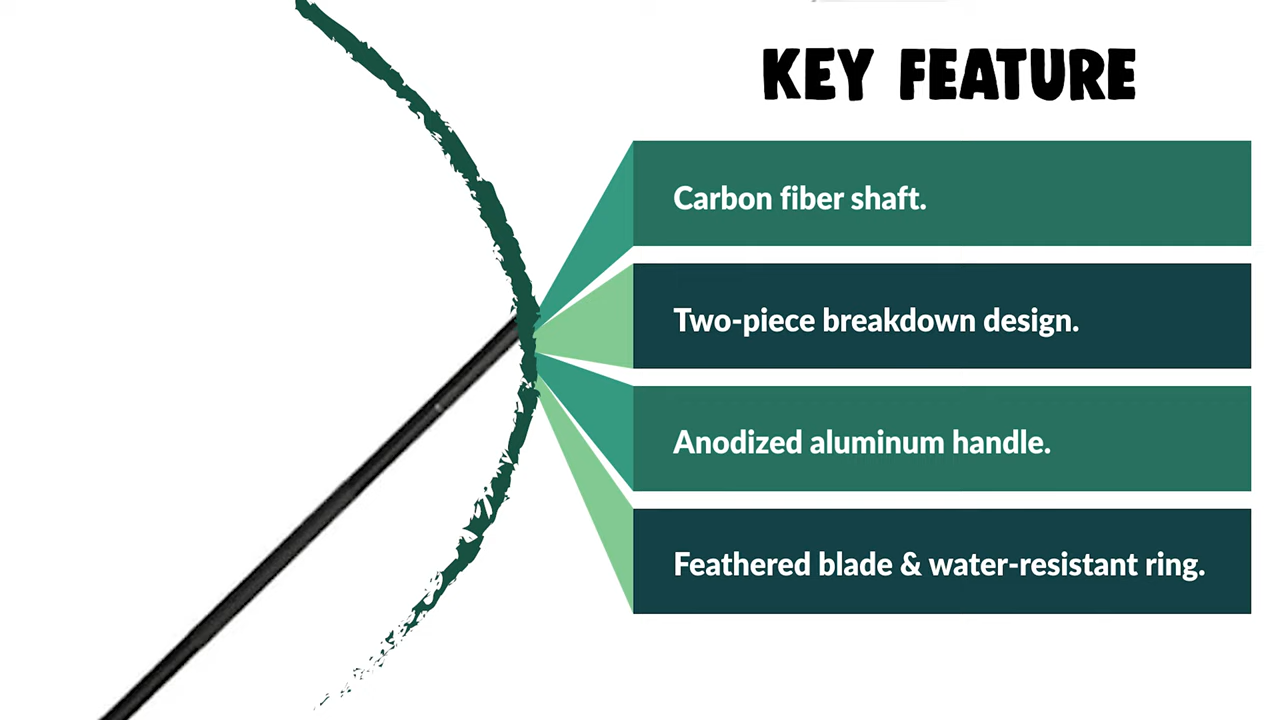 KEY FEATURE
Carbon fiber shaft.
Two-piece breakdown design.
Anodized aluminum handle.
Feathered blade & water-resistant ring.